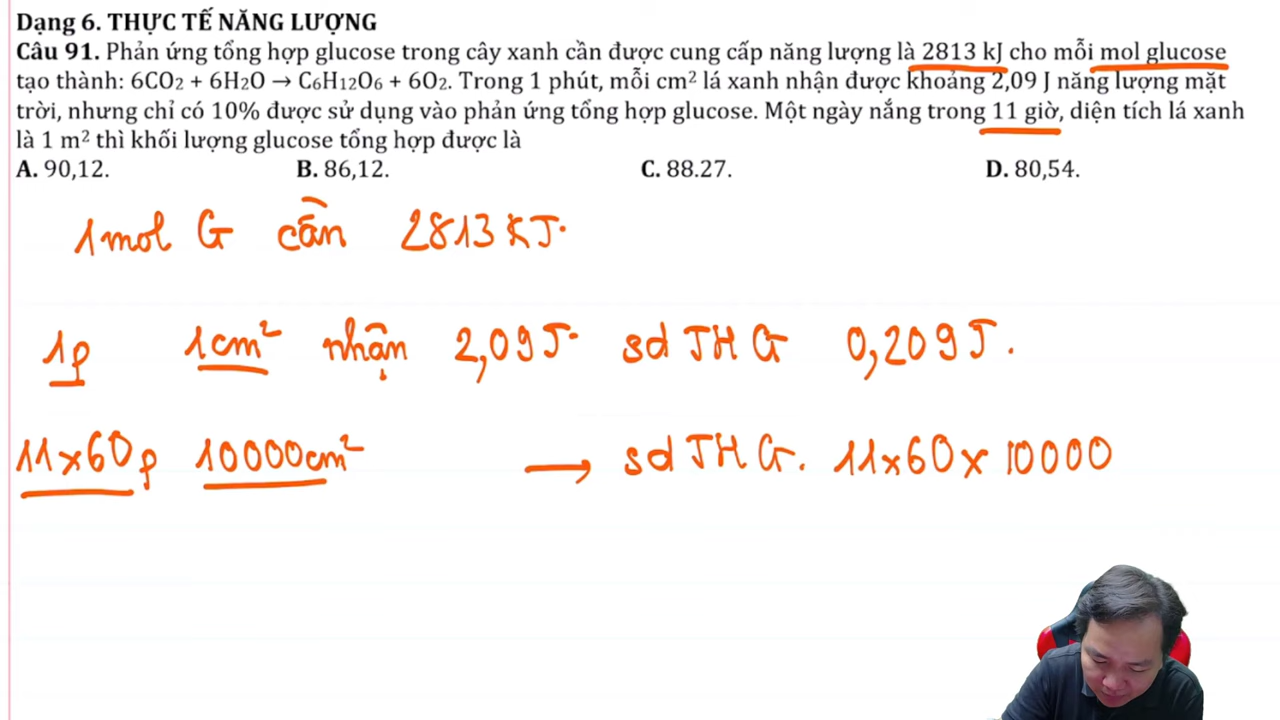 Dạng 6. THỰC TẾ NĂNG LƯỢNG
Câu 91. Phản ứng tổng hợp glucose trong cây xanh cần được cung cấp năng lượng là 2813 kJ cho mỗi mol glucose
tạo thành: 6CO₂ + 6H₂O → C₆H₁₂O₆ + 6O₂. Trong 1 phút, mỗi cm² lá xanh nhận được khoảng 2,09 J năng lượng mặt
trời, nhưng chỉ có 10% được sử dụng vào phản ứng tổng hợp glucose. Một ngày nắng trong 11 giờ, diện tích lá xanh
là 1 m² thì khối lượng glucose tổng hợp được là
A. 90,12. B. 86,12. C. 88.27. D. 80,54.
1mol G cần 2813 KJ.
1p 1cm² nhận 2,09J. sd TH G 0,209J.
11x60p 10000cm² → sd TH G. 11x60x10000